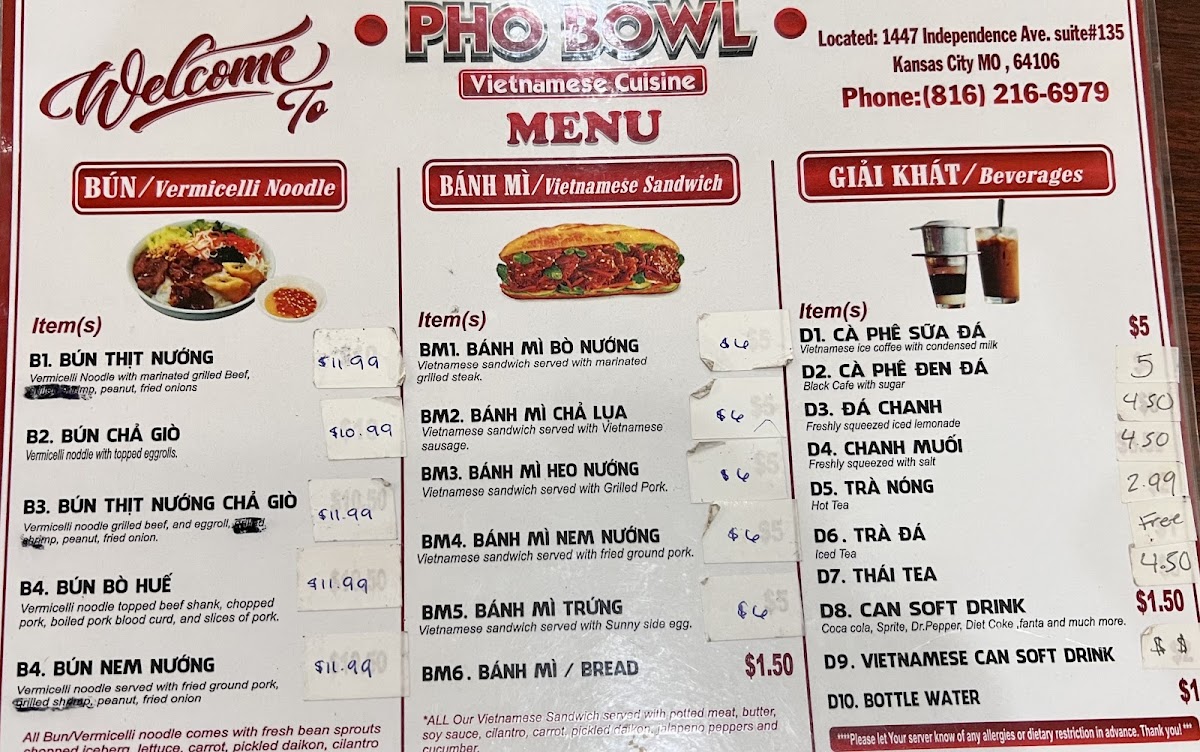 Welcome To
PHO BOWL
Vietnamese Cuisine
MENU
Located: 1447 Independence Ave. suite#135
Kansas City MO , 64106
Phone:(816) 216-6979
BÚN/Vermicelli Noodle
Item(s)
B1. BÚN THỊT NƯỚNG $11.99
Vermicelli Noodle with marinated grilled Beef,
peanut, fried onions
B2. BÚN CHẢ GIÒ $10.99
Vermicelli noddle with topped eggrolls.
B3. BÚN THỊT NƯỚNG CHẢ GIÒ $11.99
Vermicelli noodle grilled beef, and eggroll,
peanut, fried onion.
B4. BÚN BÒ HUẾ $11.99
Vermicelli noodle topped beef shank, chopped
pork, boiled pork blood curd, and slices of pork.
B4. BÚN NEM NƯỚNG $11.99
Vermicelli noodle served with fried ground pork,
grilled shrimp, peanut, fried onion
All Bun/Vermicelli noodle comes with fresh bean sprouts
chopped iceberg, lettuce, carrot, pickled daikon, cilantro
BÁNH MÌ/Vietnamese Sandwich
Item(s)
BM1. BÁNH MÌ BÒ NƯỚNG $6
Vietnamese sandwich served with marinated
grilled steak.
BM2. BÁNH MÌ CHẢ LỤA $6
Vietnamese sandwich served with Vietnamese
sausage.
BM3. BÁNH MÌ HEO NƯỚNG $6
Vietnamese sandwich served with Grilled Pork.
BM4. BÁNH MÌ NEM NƯỚNG $6
Vietnamese sandwich served with fried ground pork.
BM5. BÁNH MÌ TRỨNG $6
Vietnamese sandwich served with Sunny side egg.
BM6. BÁNH MÌ / BREAD $1.50
*ALL Our Vietnamese Sandwich served with potted meat, butter,
soy sauce, cilantro, carrot, pickled daikon, jalapeno peppers and
cucumber.
GIẢI KHÁT/Beverages
Item(s)
D1. CÀ PHÊ SỮA ĐÁ $5
Vietnamese ice coffee with condensed milk
D2. CÀ PHÊ ĐEN ĐÁ 5
Black Cafe with sugar
D3. ĐÁ CHANH 4.50
Freshly squeezed iced lemonade
D4. CHANH MUỐI 4.50
Freshly squeezed with salt
D5. TRÀ NÓNG 2.99
Hot Tea
D6. TRÀ ĐÁ Free
Iced Tea
D7. THÁI TEA 4.50
D8. CAN SOFT DRINK $1.50
Coca cola, Sprite, Dr.Pepper, Diet Coke ,fanta and much more.
D9. VIETNAMESE CAN SOFT DRINK
D10. BOTTLE WATER $1
****Please let Your server know of any allergies or dietary restriction in advance. Thank you! ***